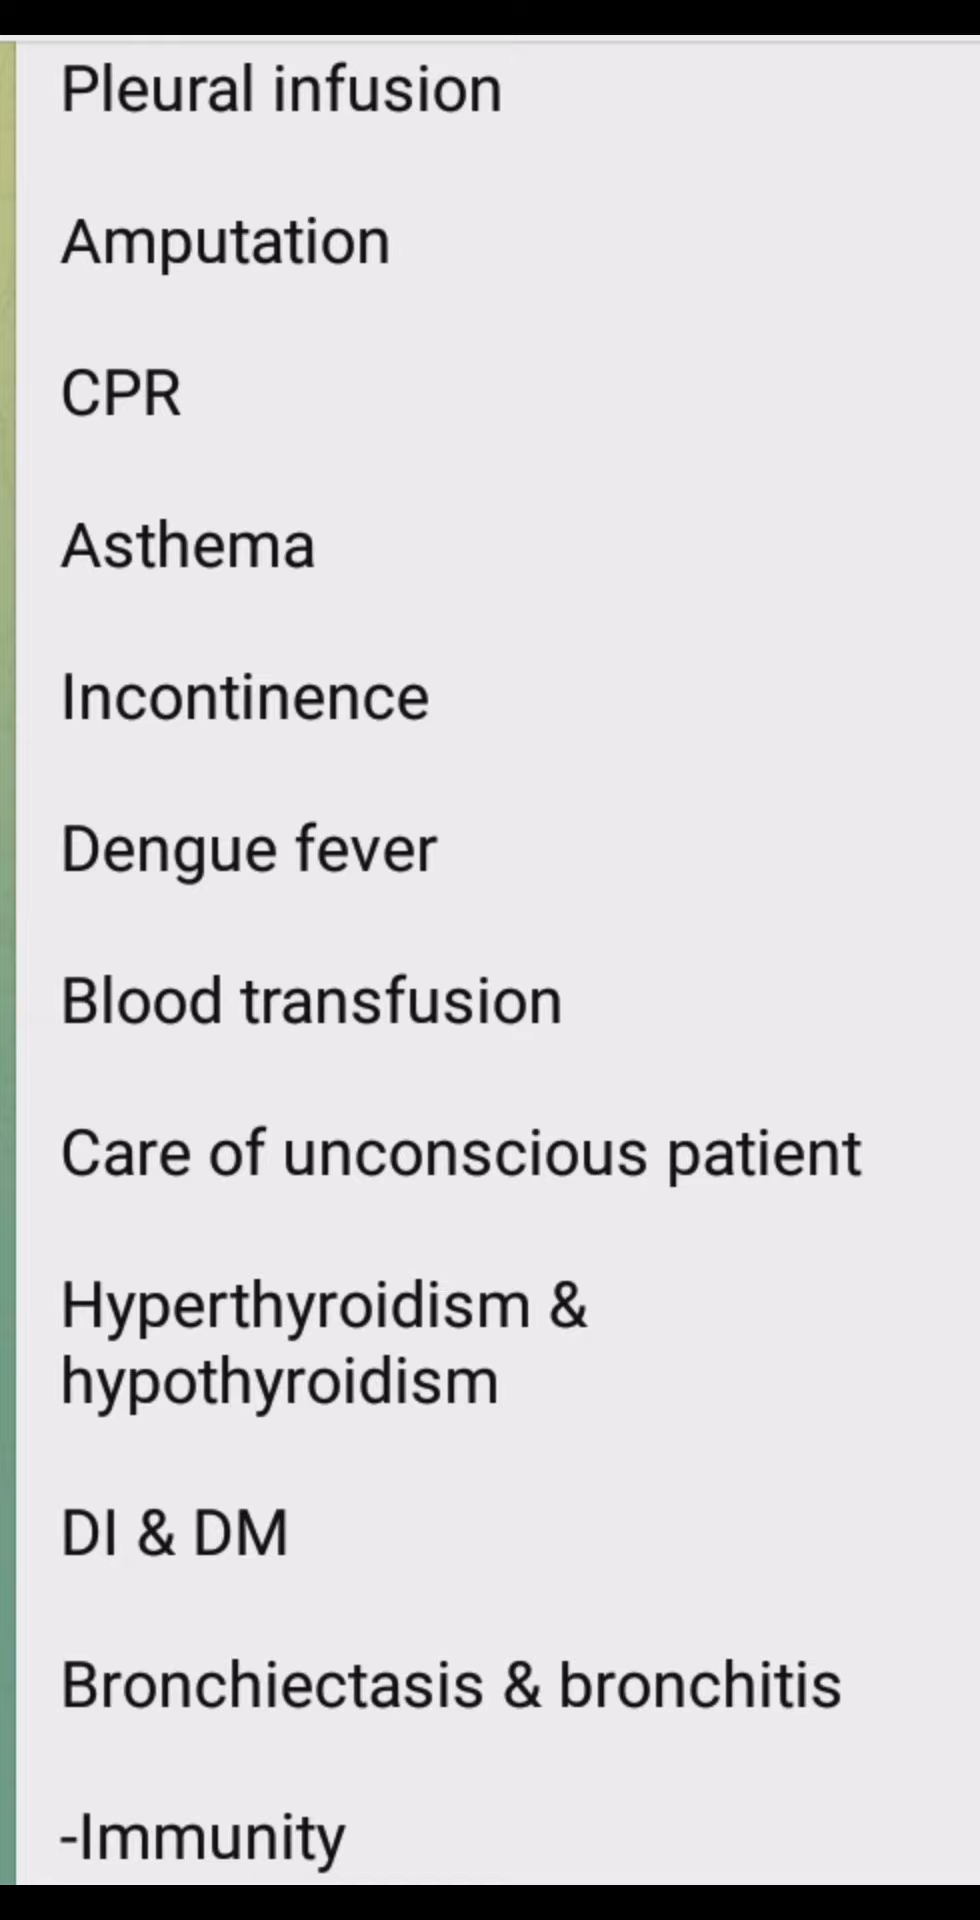 Pleural infusion
Amputation
CPR
Asthema
Incontinence
Dengue fever
Blood transfusion
Care of unconscious patient
Hyperthyroidism &
hypothyroidism
DI & DM
Bronchiectasis & bronchitis
-Immunity